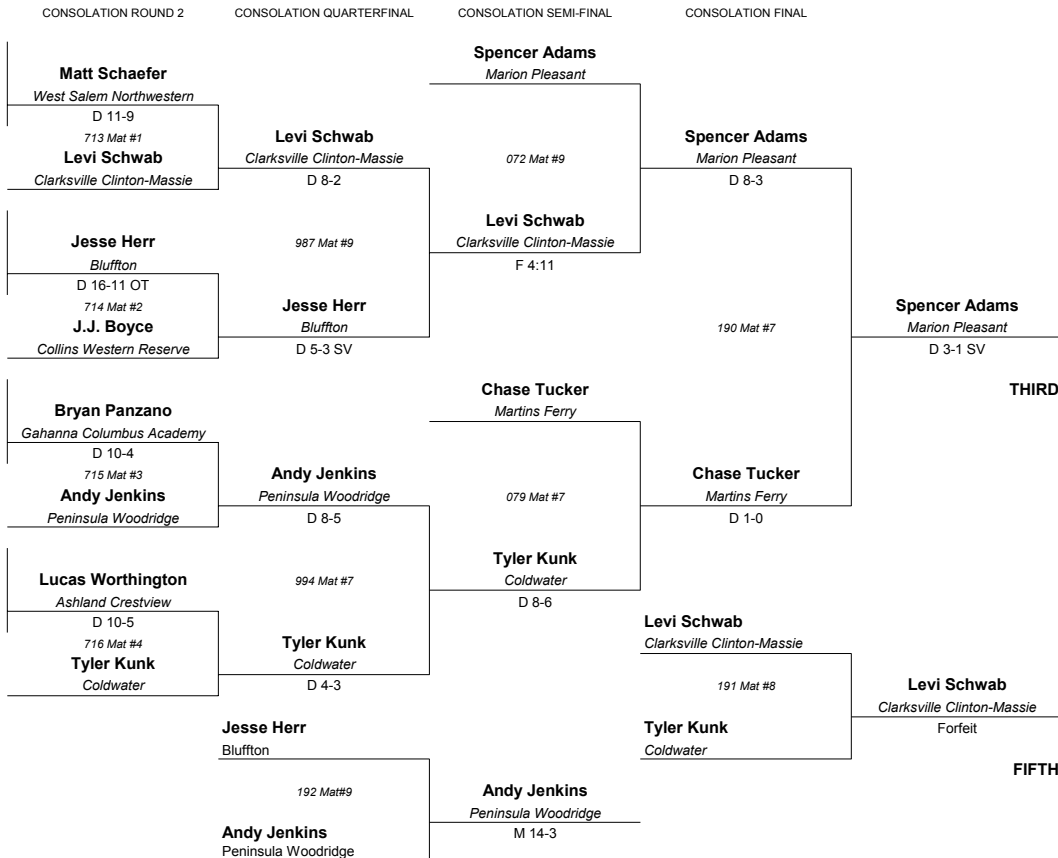 CONSOLATION ROUND 2
CONSOLATION QUARTERFINAL
CONSOLATION SEMI-FINAL
CONSOLATION FINAL
Matt Schaefer
West Salem Northwestern
D 11-9
713 Mat #1
Levi Schwab
Clarksville Clinton-Massie
Jesse Herr
Bluffton
D 16-11 OT
714 Mat #2
J.J. Boyce
Collins Western Reserve
Bryan Panzano
Gahanna Columbus Academy
D 10-4
715 Mat #3
Andy Jenkins
Peninsula Woodridge
Lucas Worthington
Ashland Crestview
D 10-5
716 Mat #4
Tyler Kunk
Coldwater
Levi Schwab
Clarksville Clinton-Massie
D 8-2
987 Mat #9
Jesse Herr
Bluffton
D 5-3 SV
Andy Jenkins
Peninsula Woodridge
D 8-5
994 Mat #7
Tyler Kunk
Coldwater
D 4-3
Jesse Herr
Bluffton
192 Mat#9
Andy Jenkins
Peninsula Woodridge
Spencer Adams
Marion Pleasant
072 Mat #9
Levi Schwab
Clarksville Clinton-Massie
F 4:11
Chase Tucker
Martins Ferry
079 Mat #7
Tyler Kunk
Coldwater
D 8-6
Andy Jenkins
Peninsula Woodridge
M 14-3
Spencer Adams
Marion Pleasant
D 8-3
190 Mat #7
Chase Tucker
Martins Ferry
D 1-0
Levi Schwab
Clarksville Clinton-Massie
191 Mat #8
Tyler Kunk
Coldwater
Spencer Adams
Marion Pleasant
D 3-1 SV
THIRD
Levi Schwab
Clarksville Clinton-Massie
Forfeit
FIFTH